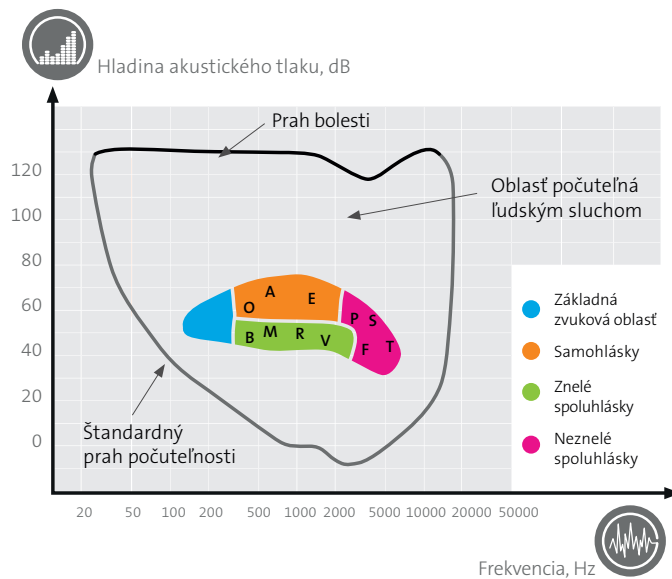 Hladina akustického tlaku, dB
Prah bolesti
Oblasť počuteľná
ľudským sluchom
120
100
80
60
40
20
0
O A E
B M R V
P S
F T
Základná
zvuková oblasť
Samohlásky
Znelé
spoluhlásky
Neznelé
spoluhlásky
Štandardný
prah počuteľnosti
20 50 100 200 500 1000 2000 5000 10000 20000 50000
Frekvencia, Hz